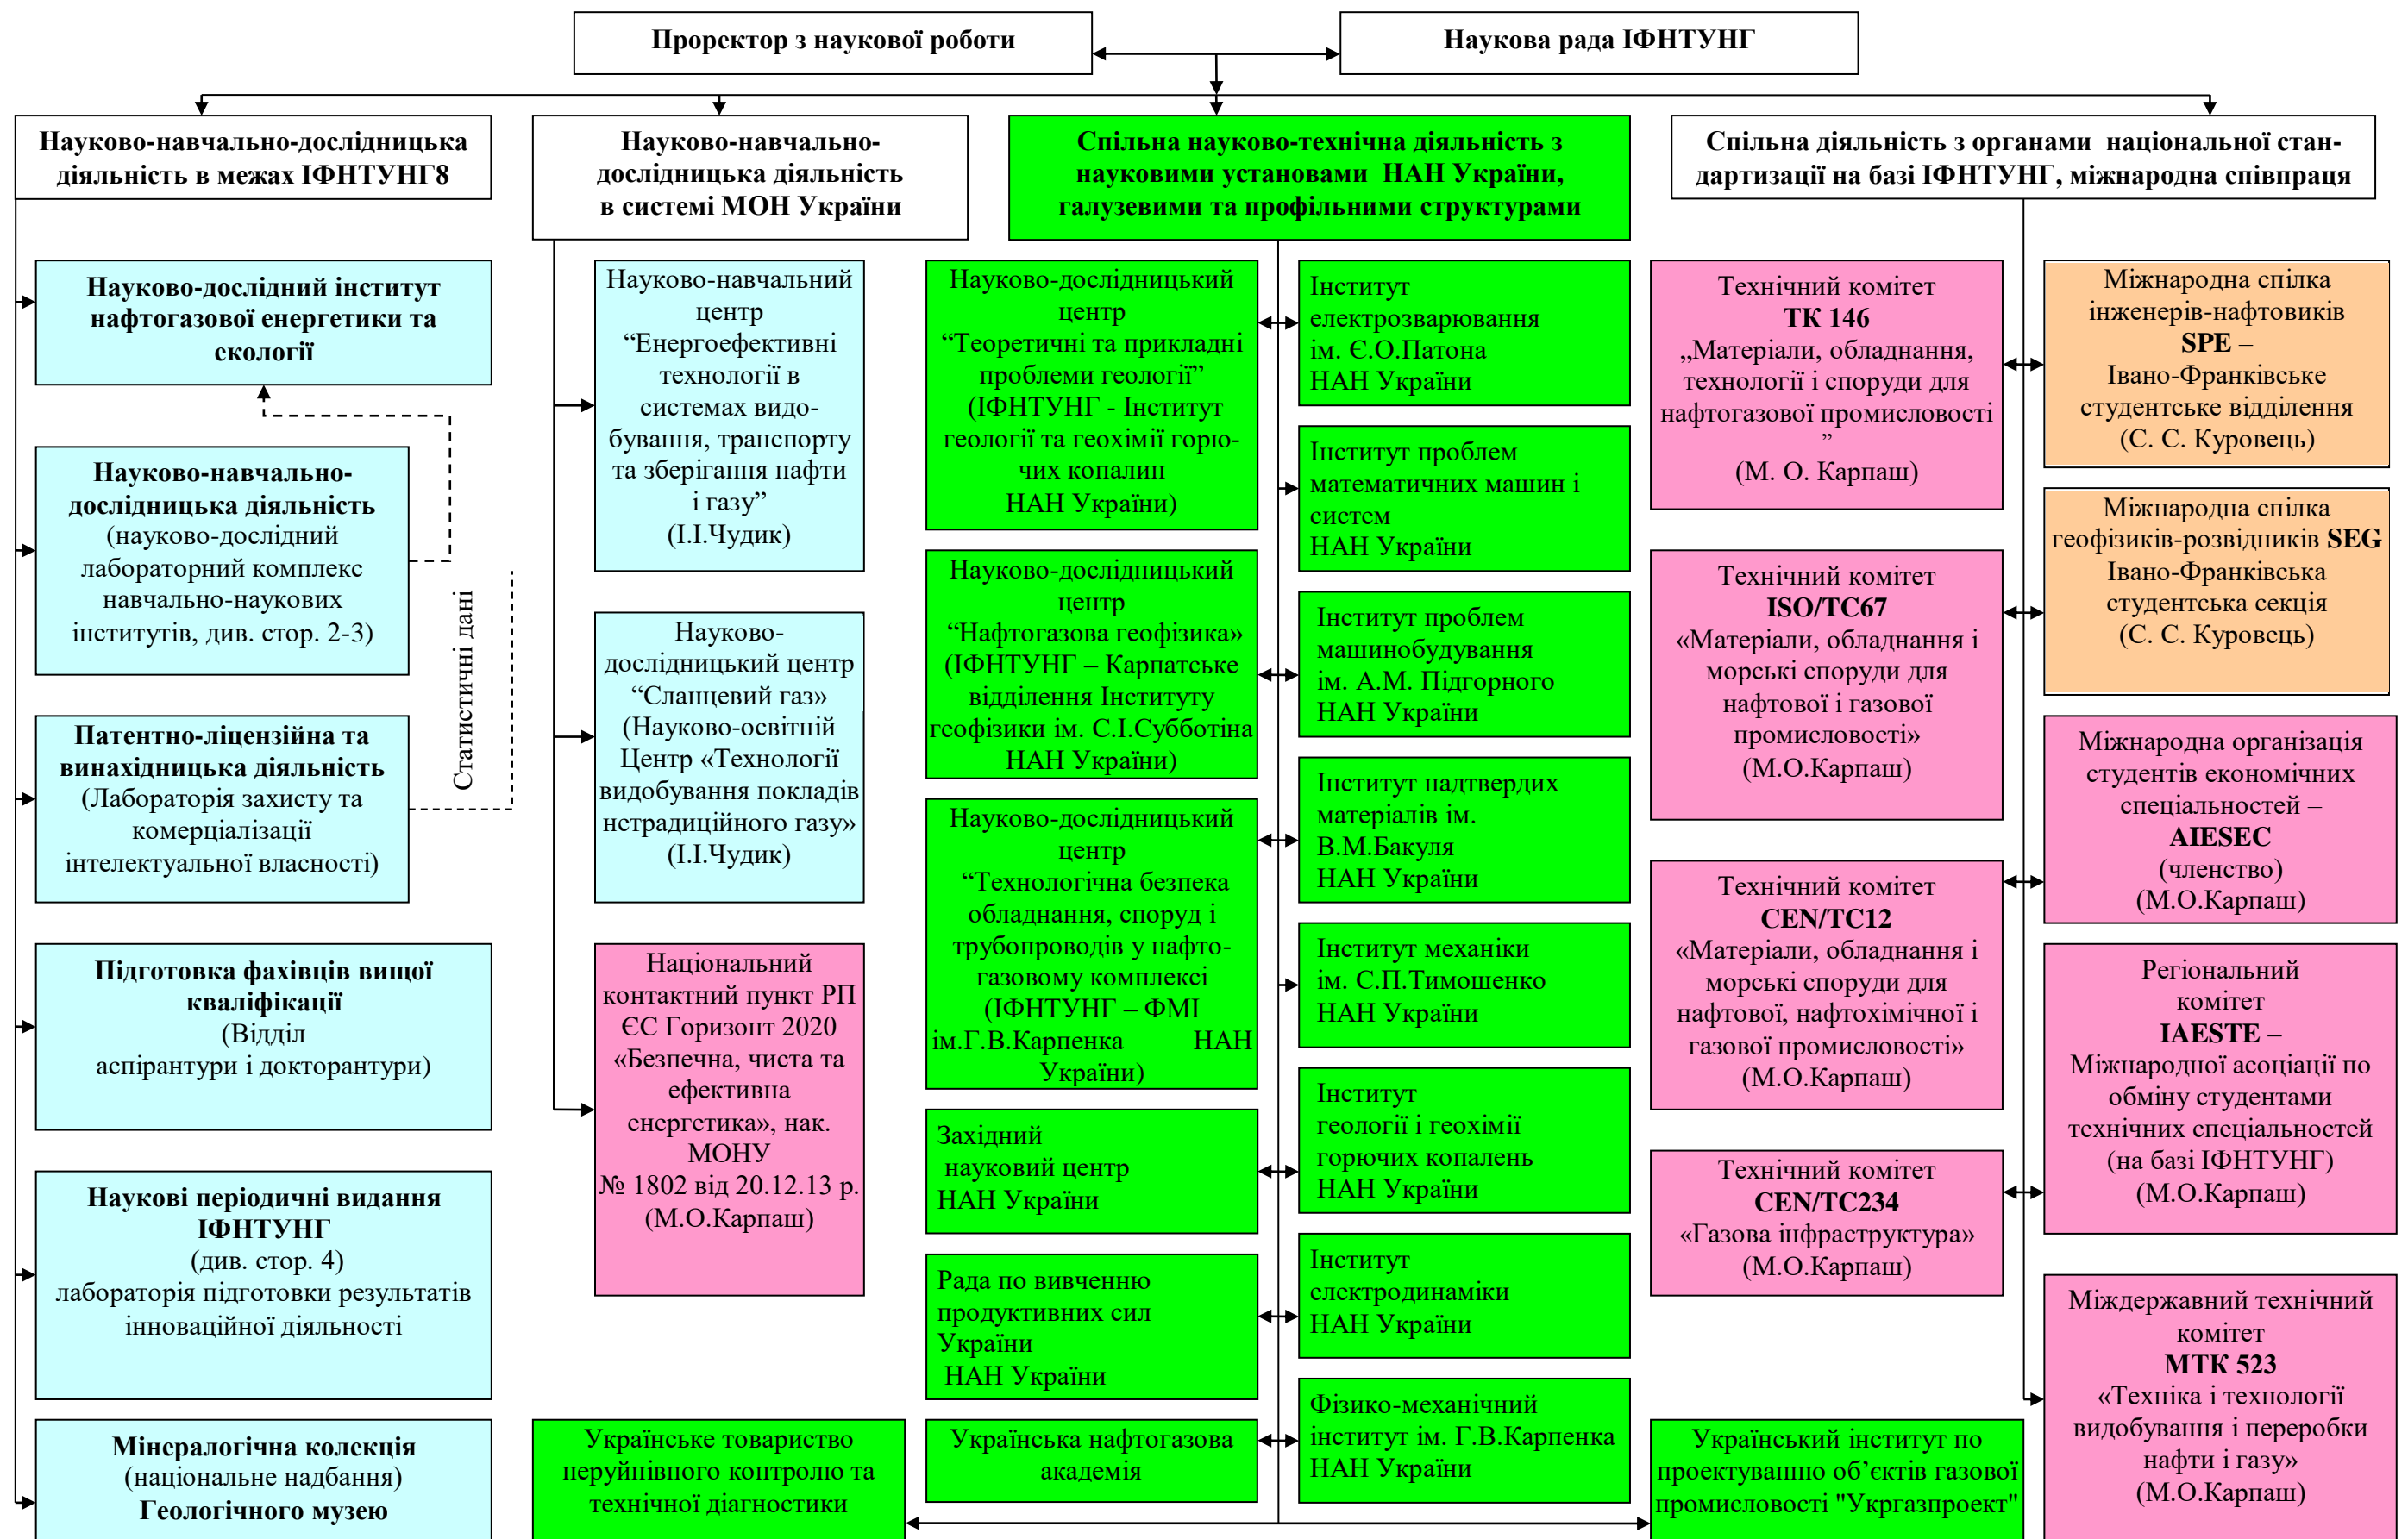 Проректор з наукової роботи
Наукова рада ІФНТУНГ
Науково-навчально-дослідницька
діяльність в межах ІФНТУНГ8
Науково-навчально-
дослідницька діяльність
в системі МОН України
Спільна науково-технічна діяльність з
науковими установами НАН України,
галузевими та профільними структурами
Спільна діяльність з органами національної стан-
дартизації на базі ІФНТУНГ, міжнародна співпраця
Науково-дослідний інститут
нафтогазової енергетики та
екології
Науково-навчально-
дослідницька діяльність
(науково-дослідний
лабораторний комплекс
навчально-наукових
інститутів, див. стор. 2-3)
Статистичні дані
Патентно-ліцензійна та
винахідницька діяльність
(Лабораторія захисту та
комерціалізації
інтелектуальної власності)
Підготовка фахівців вищої
кваліфікації
(Відділ
аспірантури і докторантури)
Наукові періодичні видання
ІФНТУНГ
(див. стор. 4)
лабораторія підготовки результатів
інноваційної діяльності
Мінералогічна колекція
(національне надбання)
Геологічного музею
Науково-навчальний
центр
“Енергоефективні
технології в
системах видо-
бування, транспорту
та зберігання нафти
і газу”
(І.І.Чудик)
Науково-
дослідницький центр
“Сланцевий газ»
(Науково-освітній
Центр «Технології
видобування покладів
нетрадиційного газу»
(І.І.Чудик)
Національний
контактний пункт РП
ЄС Горизонт 2020
«Безпечна, чиста та
ефективна
енергетика», нак.
МОНУ
№ 1802 від 20.12.13 р.
(М.О.Карпаш)
Українське товариство
неруйнівного контролю та
технічної діагностики
Науково-дослідницький
центр
“Теоретичні та прикладні
проблеми геології”
(ІФНТУНГ - Інститут
геології та геохімії горю-
чих копалин
НАН України)
Науково-дослідницький
центр
“Нафтогазова геофізика»
(ІФНТУНГ – Карпатське
відділення Інституту
геофізики ім. С.І.Субботіна
НАН України)
Науково-дослідницький
центр
“Технологічна безпека
обладнання, споруд і
трубопроводів у нафто-
газовому комплексі
(ІФНТУНГ – ФМІ
ім.Г.В.Карпенка НАН
України)
Західний
науковий центр
НАН України
Рада по вивченню
продуктивних сил
України
НАН України
Українська нафтогазова
академія
Інститут
електрозварювання
ім. Є.О.Патона
НАН України
Інститут проблем
математичних машин і
систем
НАН України
Інститут проблем
машинобудування
ім. А.М. Підгорного
НАН України
Інститут надтвердих
матеріалів ім.
В.М.Бакуля
НАН України
Інститут механіки
ім. С.П.Тимошенко
НАН України
Інститут
геології і геохімії
горючих копалень
НАН України
Інститут
електродинаміки
НАН України
Фізико-механічний
інститут ім. Г.В.Карпенка
НАН України
Технічний комітет
ТК 146
„Матеріали, обладнання,
технології і споруди для
нафтогазової промисловості
”
(М. О. Карпаш)
Технічний комітет
ISO/TC67
«Матеріали, обладнання і
морські споруди для
нафтової і газової
промисловості»
(М.О.Карпаш)
Технічний комітет
CEN/TC12
«Матеріали, обладнання і
морські споруди для
нафтової, нафтохімічної і
газової промисловості»
(М.О.Карпаш)
Технічний комітет
CEN/TC234
«Газова інфраструктура»
(М.О.Карпаш)
Український інститут по
проектуванню об’єктів газової
промисловості "Укргазпроект"
Міжнародна спілка
інженерів-нафтовиків
SPE –
Івано-Франківське
студентське відділення
(С. С. Куровець)
Міжнародна спілка
геофізиків-розвідників SEG
Івано-Франківська
студентська секція
(С. С. Куровець)
Міжнародна організація
студентів економічних
спеціальностей –
AIESEC
(членство)
(М.О.Карпаш)
Регіональний
комітет
IAESTE –
Міжнародної асоціації по
обміну студентами
технічних спеціальностей
(на базі ІФНТУНГ)
(М.О.Карпаш)
Міждержавний технічний
комітет
МТК 523
«Техніка і технології
видобування і переробки
нафти і газу»
(М.О.Карпаш)